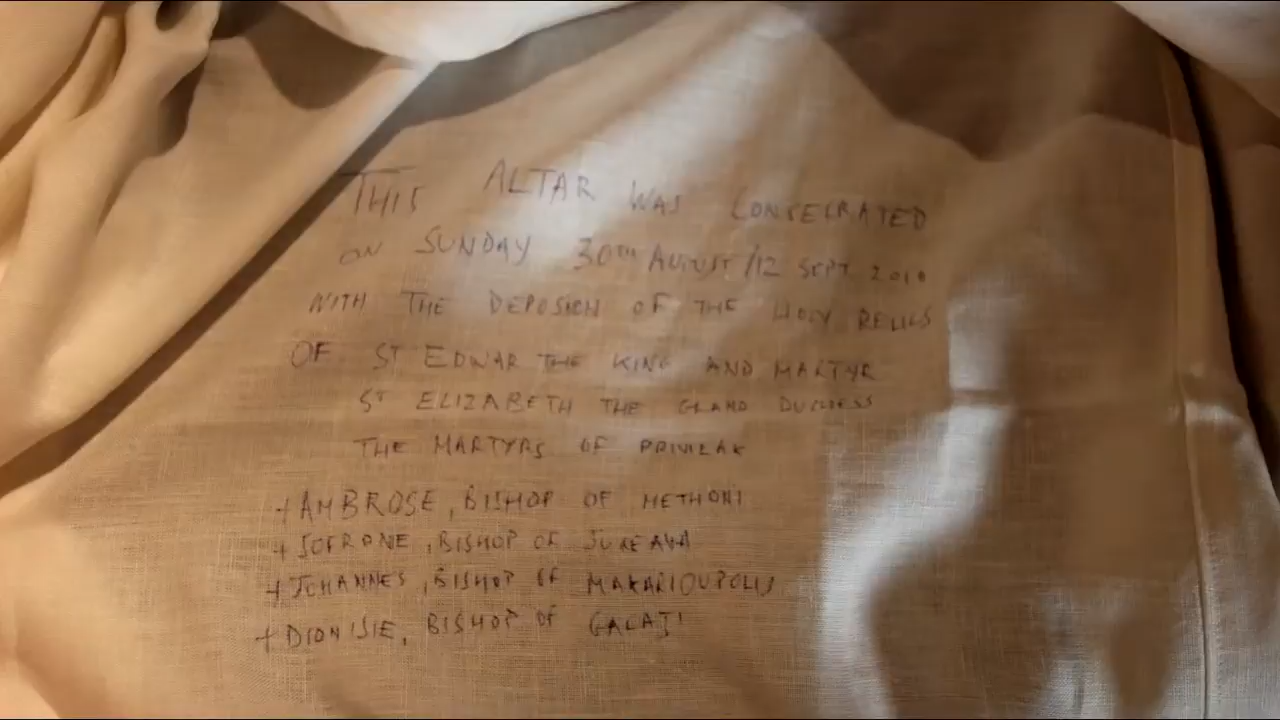 THIS ALTAR WAS CONSECRATED
ON SUNDAY 30TH AUGUST/12 SEPT. 2010
WITH THE DEPOSION OF THE HOLY RELICS
OF ST EDWAR THE KING AND MARTYR
ST ELIZABETH THE GRAND DUCHESS
THE MARTYRS OF
+ AMBROSE, BISHOP OF METHONI
+ SOFRONE, BISHOP OF
+ JOHANNES, BISHOP OF MAKARIOUPOLIS
+ DIONISIE, BISHOP OF GALATI